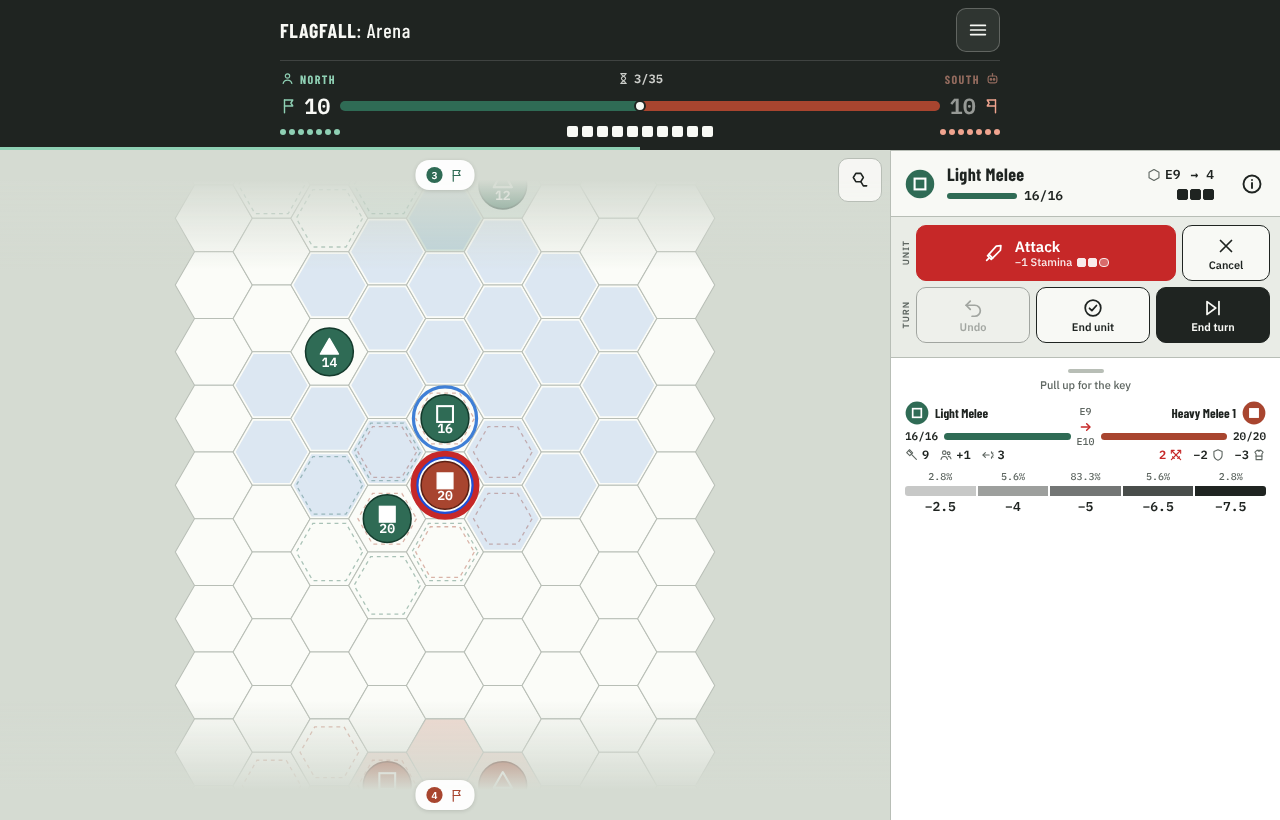 FLAGFALL: Arena
NORTH
3/35
SOUTH
10
10
3
12
14
16
20
20
4
Light Melee
16/16
E9 → 4
UNIT
Attack
−1 Stamina
Cancel
TURN
Undo
End unit
End turn
Pull up for the key
Light Melee
E9
Heavy Melee 1
16/16
E10
20/20
9
+1
3
2
−2
−3
2.8%
5.6%
83.3%
5.6%
2.8%
−2.5
−4
−5
−6.5
−7.5